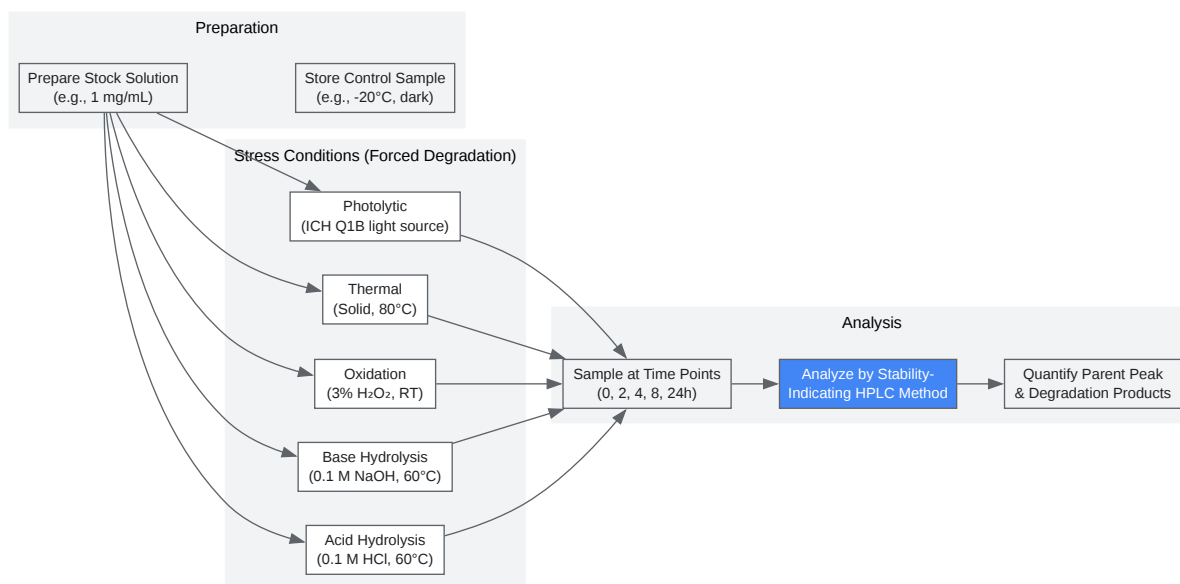 Preparation
Prepare Stock Solution
(e.g., 1 mg/mL)
Store Control Sample
(e.g., -20°C, dark)
Stress Conditions (Forced Degradation)
Photolytic
(ICH Q1B light source)
Thermal
(Solid, 80°C)
Oxidation
(3% H₂O₂, RT)
Base Hydrolysis
(0.1 M NaOH, 60°C)
Acid Hydrolysis
(0.1 M HCl, 60°C)
Analysis
Sample at Time Points
(0, 2, 4, 8, 24h)
Analyze by Stability-
Indicating HPLC Method
Quantify Parent Peak
& Degradation Products